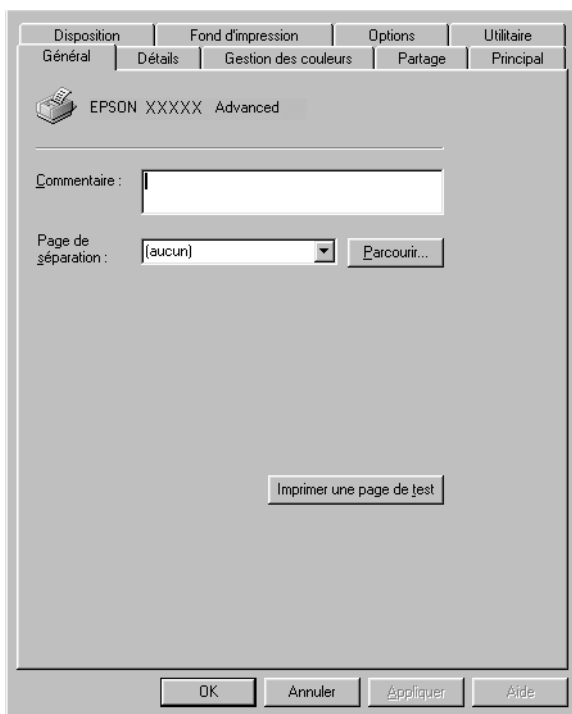 Disposition Fond d'impression Options Utilitaire
Général Détails Gestion des couleurs Partage Principal
EPSON XXXXX Advanced
Commentaire :
Page de
séparation :
(aucun) Parcourir...
Imprimer une page de test
OK Annuler Appliquer Aide